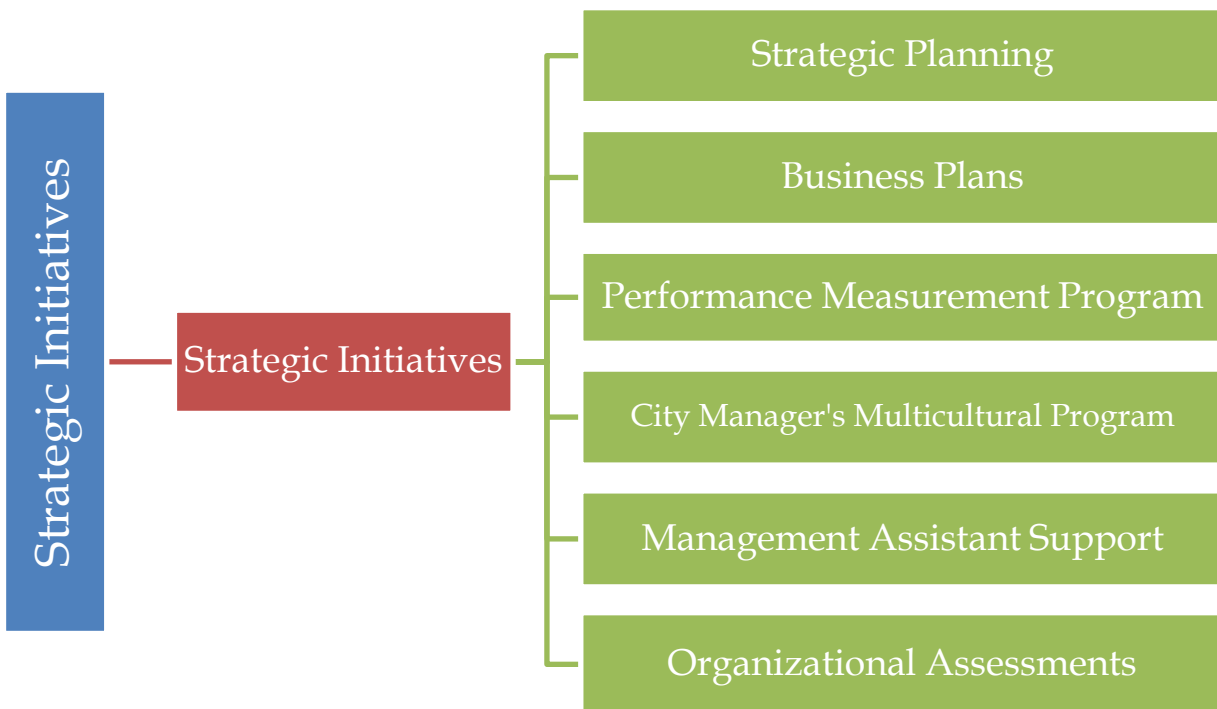 Strategic Initiatives
Strategic Initiatives
Strategic Planning
Business Plans
Performance Measurement Program
City Manager's Multicultural Program
Management Assistant Support
Organizational Assessments